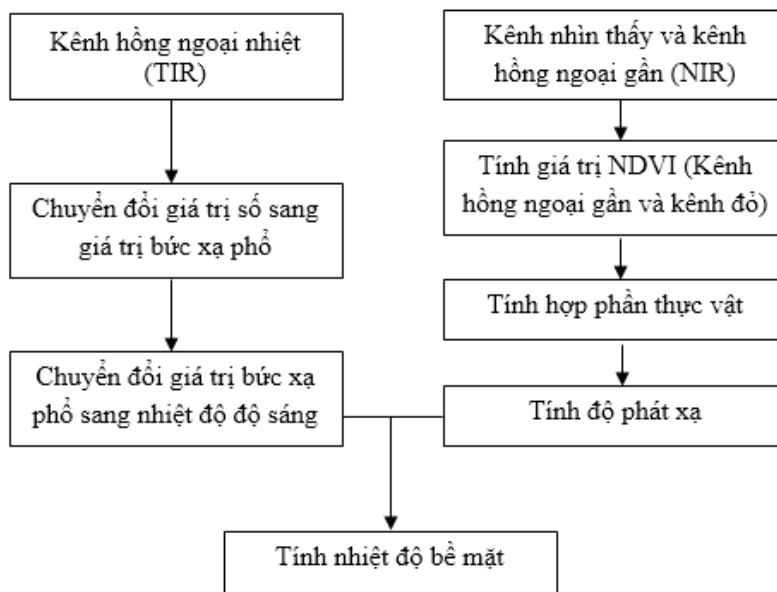 Kênh hồng ngoại nhiệt
(TIR)
Chuyển đổi giá trị số sang
giá trị bức xạ phổ
Chuyển đổi giá trị bức xạ
phổ sang nhiệt độ độ sáng
Kênh nhìn thấy và kênh
hồng ngoại gần (NIR)
Tính giá trị NDVI (Kênh
hồng ngoại gần và kênh đỏ)
Tính hợp phần thực vật
Tính độ phát xạ
Tính nhiệt độ bề mặt